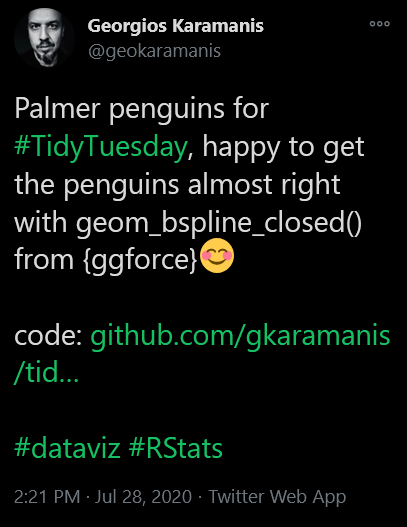 Georgios Karamanis
@geokaramanis
Palmer penguins for
#TidyTuesday, happy to get
the penguins almost right
with geom_bspline_closed()
from {ggforce}😊
code: github.com/gkaramanis
/tid...
#dataviz #RStats
2:21 PM · Jul 28, 2020 · Twitter Web App